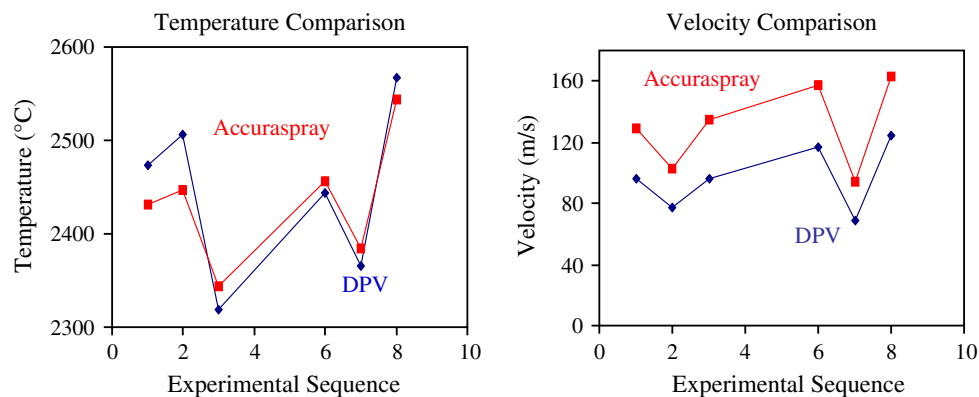 Temperature Comparison
2600
2500
2400
2300
Temperature (°C)
Accuraspray
DPV
0 2 4 6 8 10
Experimental Sequence
Velocity Comparison
160
120
80
40
0
Velocity (m/s)
Accuraspray
DPV
0 2 4 6 8 10
Experimental Sequence